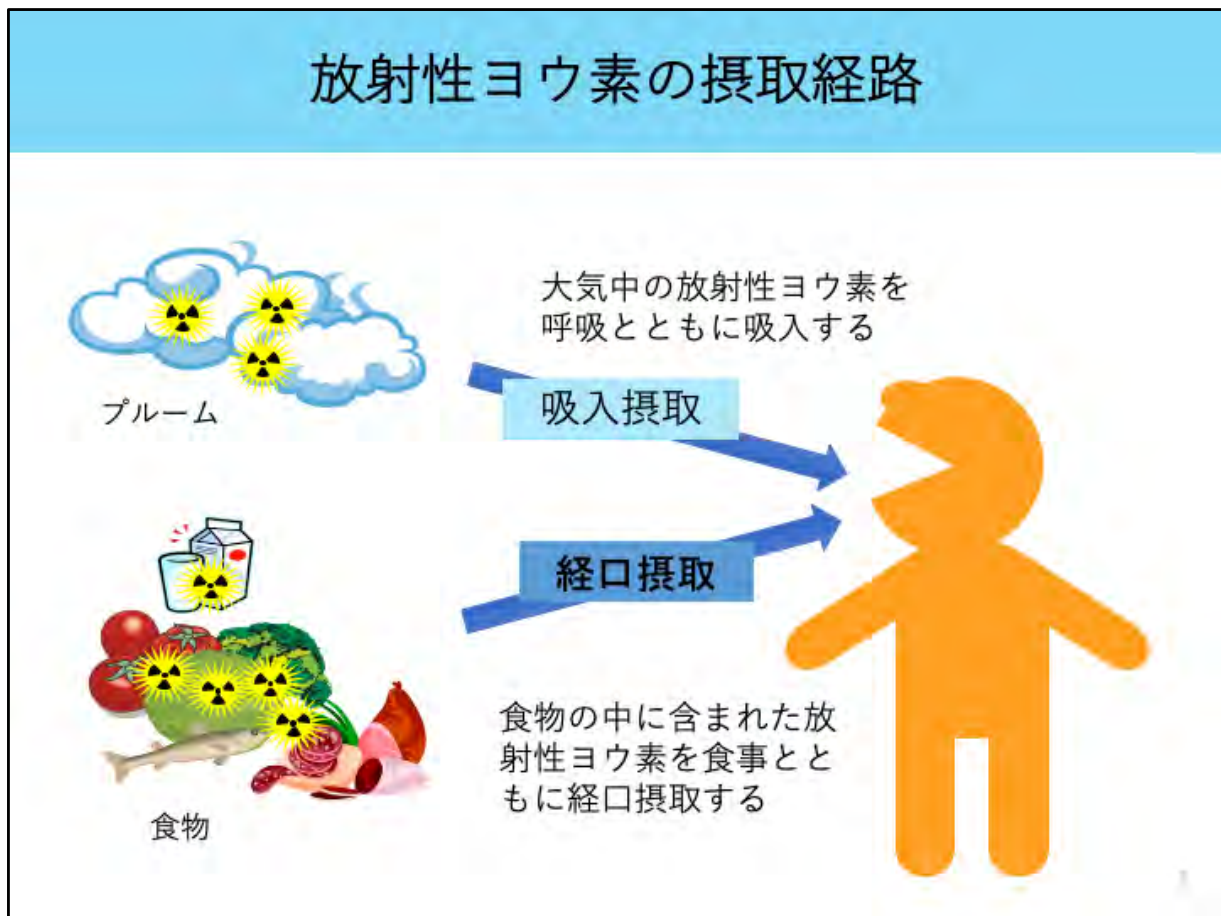 放射性ヨウ素の摂取経路
大気中の放射性ヨウ素を
呼吸とともに吸入する
吸入摂取
プルーム
経口摂取
食物の中に含まれた放
射性ヨウ素を食事とと
もに経口摂取する
食物